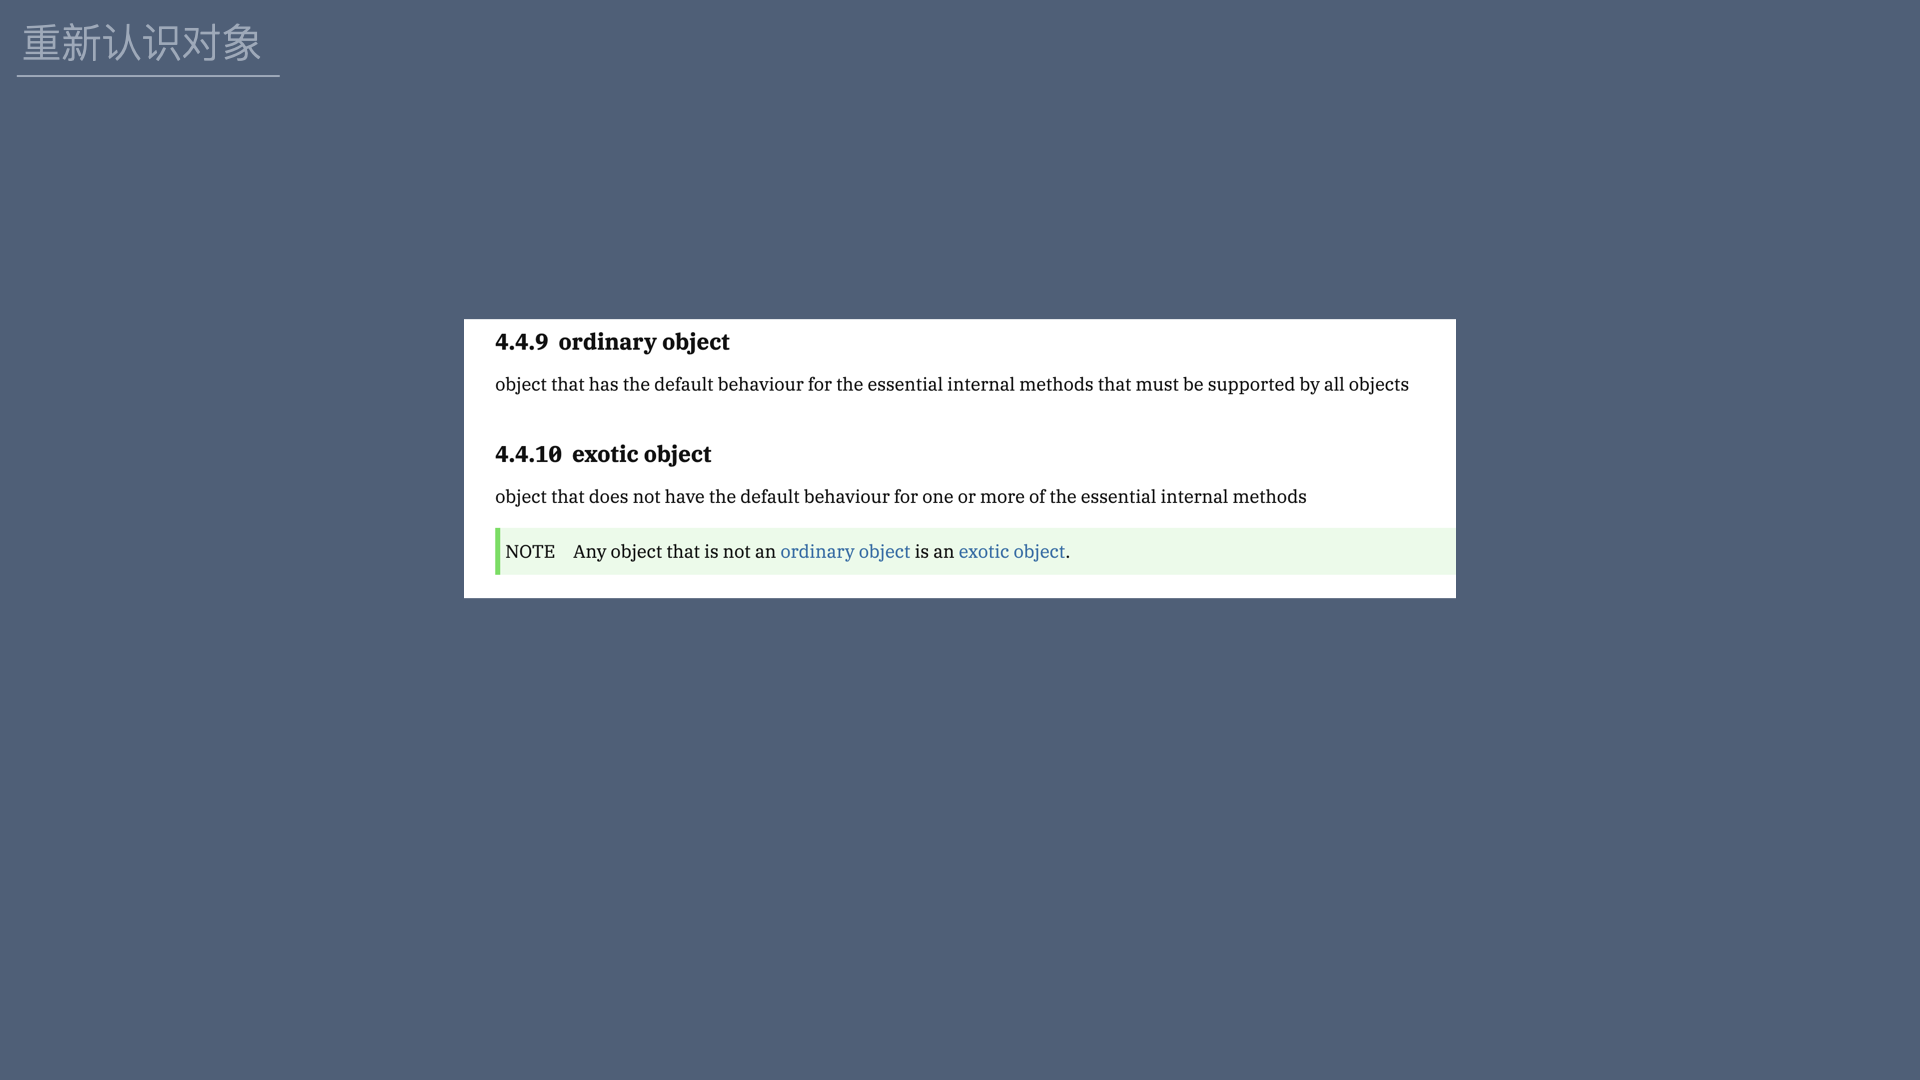 重新认识对象
4.4.9 ordinary object
object that has the default behaviour for the essential internal methods that must be supported by all objects
4.4.10 exotic object
object that does not have the default behaviour for one or more of the essential internal methods
NOTE Any object that is not an ordinary object is an exotic object.